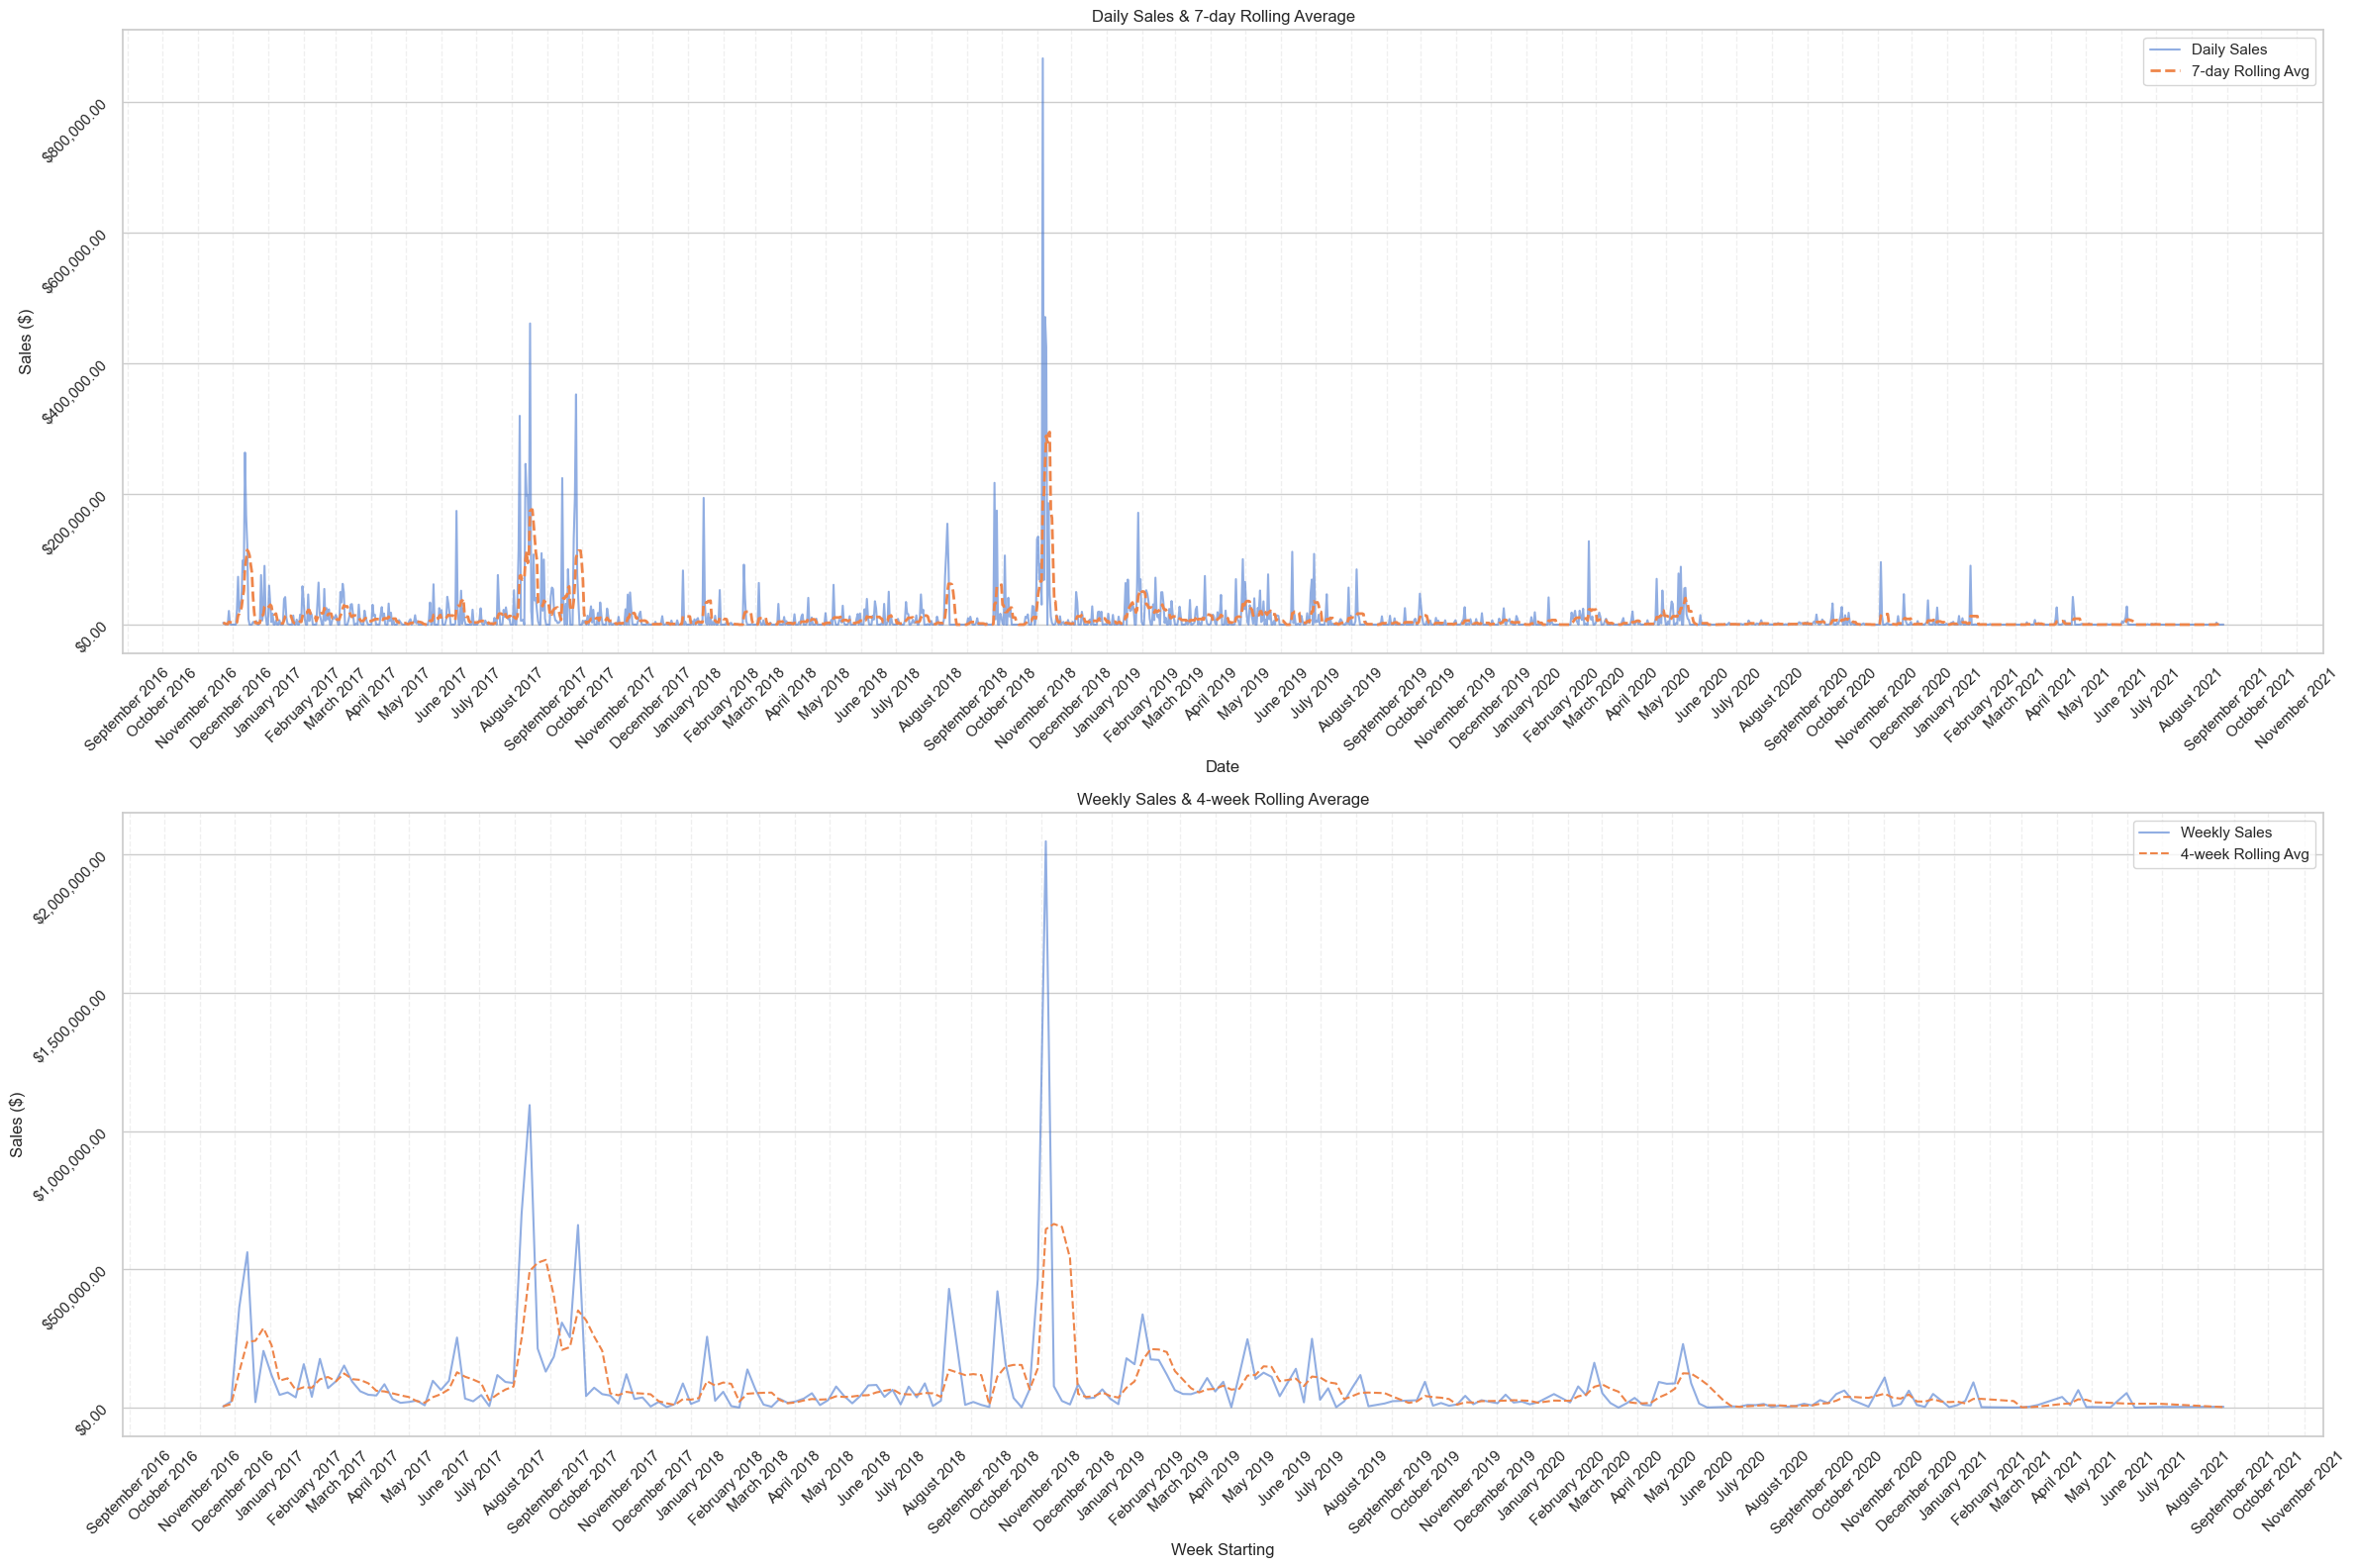 Daily Sales & 7-day Rolling Average
Daily Sales
7-day Rolling Avg
Sales ($)
$800,000.00
$600,000.00
$400,000.00
$200,000.00
$0.00
September 2016
October 2016
November 2016
December 2016
January 2017
February 2017
March 2017
April 2017
May 2017
June 2017
July 2017
August 2017
September 2017
October 2017
November 2017
December 2017
January 2018
February 2018
March 2018
April 2018
May 2018
June 2018
July 2018
August 2018
September 2018
October 2018
November 2018
December 2018
January 2019
February 2019
March 2019
April 2019
May 2019
June 2019
July 2019
August 2019
September 2019
October 2019
November 2019
December 2019
January 2020
February 2020
March 2020
April 2020
May 2020
June 2020
July 2020
August 2020
September 2020
October 2020
November 2020
December 2020
January 2021
February 2021
March 2021
April 2021
May 2021
June 2021
July 2021
August 2021
September 2021
October 2021
November 2021
Date
Weekly Sales & 4-week Rolling Average
Weekly Sales
4-week Rolling Avg
Sales ($)
$2,000,000.00
$1,500,000.00
$1,000,000.00
$500,000.00
$0.00
September 2016
October 2016
November 2016
December 2016
January 2017
February 2017
March 2017
April 2017
May 2017
June 2017
July 2017
August 2017
September 2017
October 2017
November 2017
December 2017
January 2018
February 2018
March 2018
April 2018
May 2018
June 2018
July 2018
August 2018
September 2018
October 2018
November 2018
December 2018
January 2019
February 2019
March 2019
April 2019
May 2019
June 2019
July 2019
August 2019
September 2019
October 2019
November 2019
December 2019
January 2020
February 2020
March 2020
April 2020
May 2020
June 2020
July 2020
August 2020
September 2020
October 2020
November 2020
December 2020
January 2021
February 2021
March 2021
April 2021
May 2021
June 2021
July 2021
August 2021
September 2021
October 2021
November 2021
Week Starting